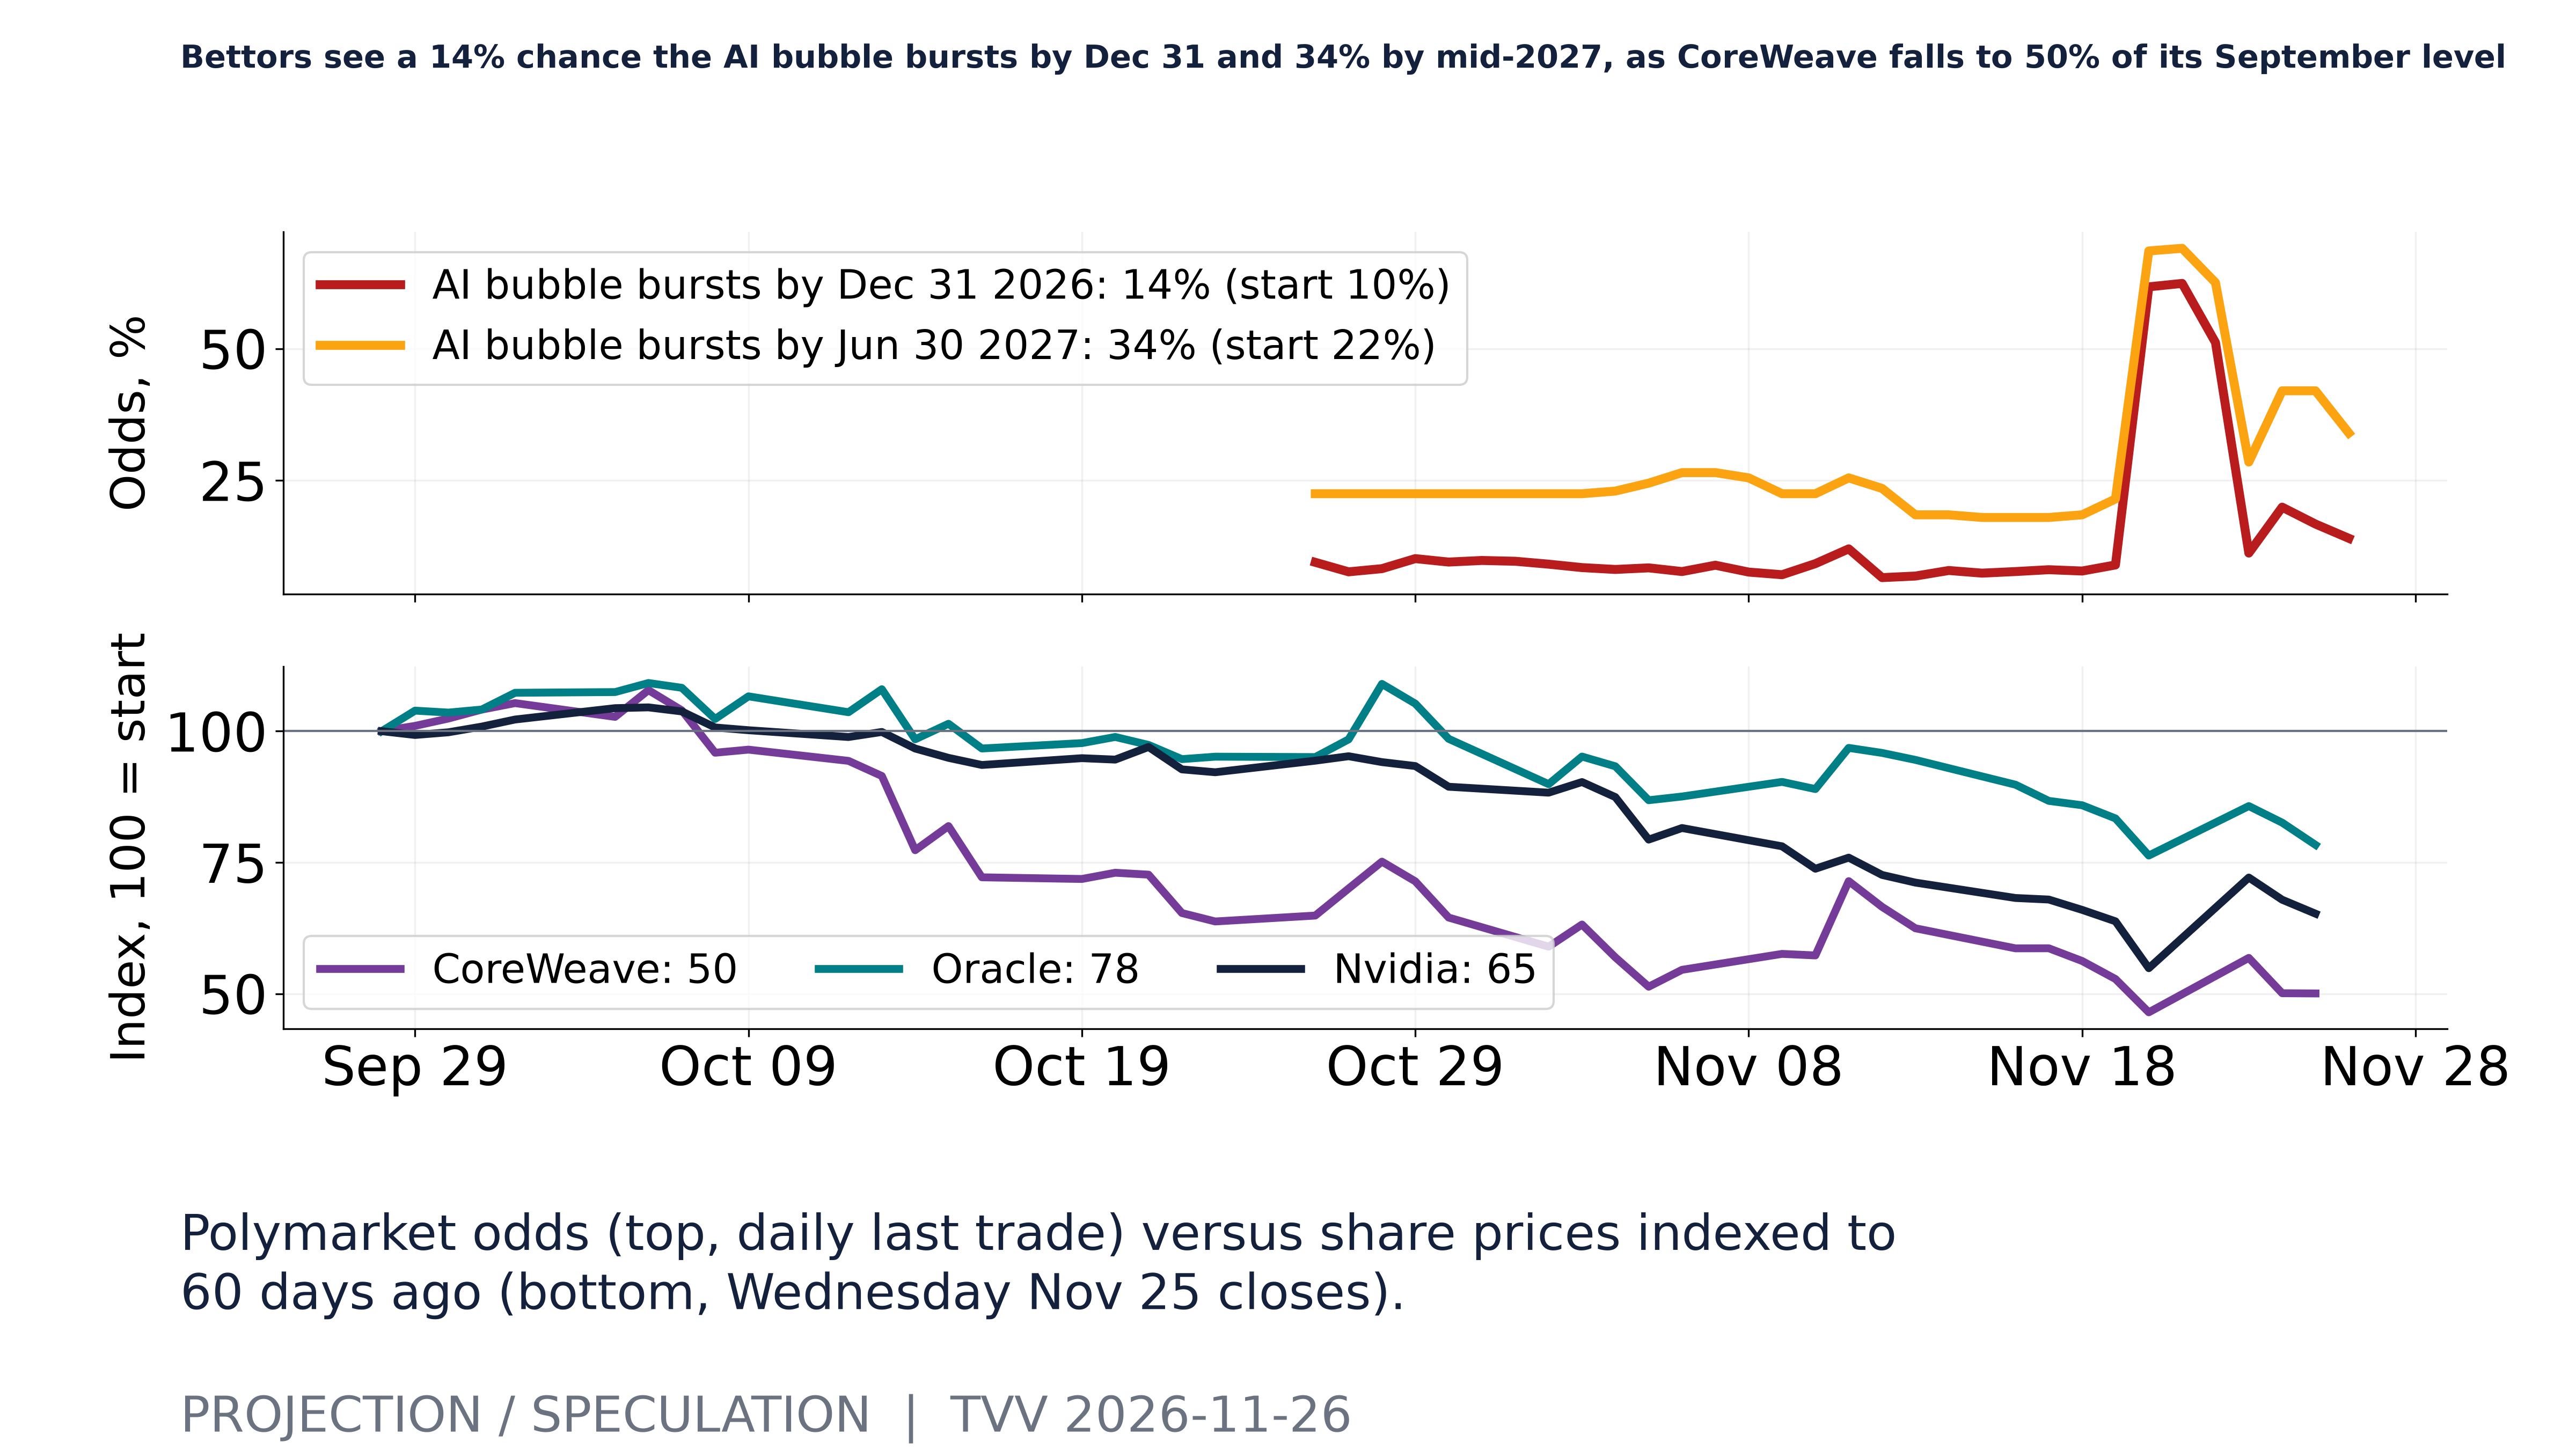 Bettors see a 14% chance the AI bubble bursts by Dec 31 and 34% by mid-2027, as CoreWeave falls to 50% of its September level
Odds, %
50
25
AI bubble bursts by Dec 31 2026: 14% (start 10%)
AI bubble bursts by Jun 30 2027: 34% (start 22%)
Index, 100 = start
100
75
50
CoreWeave: 50 Oracle: 78 Nvidia: 65
Sep 29 Oct 09 Oct 19 Oct 29 Nov 08 Nov 18 Nov 28
Polymarket odds (top, daily last trade) versus share prices indexed to
60 days ago (bottom, Wednesday Nov 25 closes).
PROJECTION / SPECULATION | TVV 2026-11-26